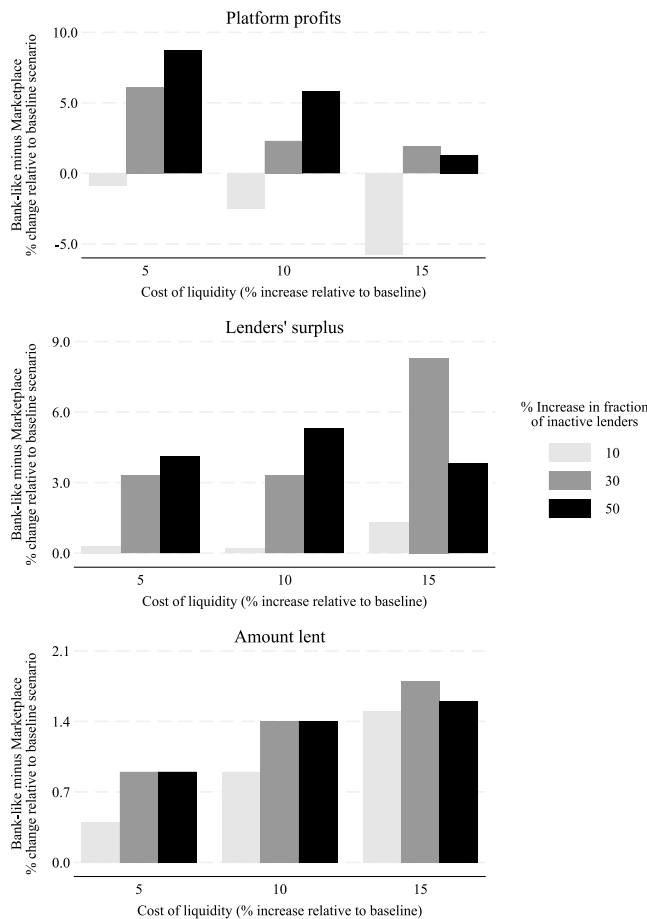 Platform profits
Bank-like minus Marketplace
% change relative to baseline scenario
10.0
5.0
0.0
-5.0
5
10
15
Cost of liquidity (% increase relative to baseline)
Lenders' surplus
Bank-like minus Marketplace
% change relative to baseline scenario
9.0
6.0
3.0
0.0
5
10
15
Cost of liquidity (% increase relative to baseline)
% Increase in fraction
of inactive lenders
10
30
50
Amount lent
Bank-like minus Marketplace
% change relative to baseline scenario
2.1
1.4
0.7
0.0
5
10
15
Cost of liquidity (% increase relative to baseline)